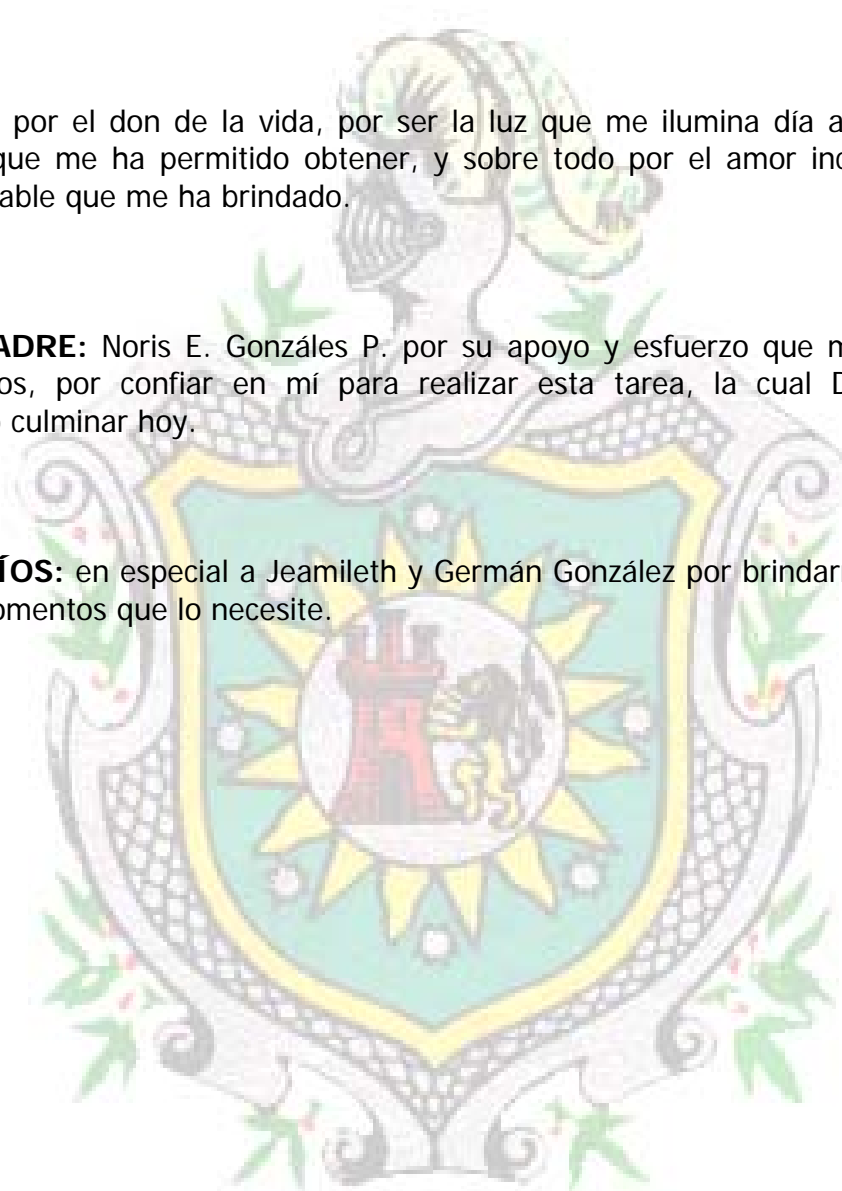 por el don de la vida, por ser la luz que me ilumina día a
que me ha permitido obtener, y sobre todo por el amor inc
able que me ha brindado.
ADRE: Noris E. Gonzáles P. por su apoyo y esfuerzo que m
os, por confiar en mí para realizar esta tarea, la cual D
culminar hoy.
ÍOS: en especial a Jeamileth y Germán González por brindarr
omentos que lo necesite.